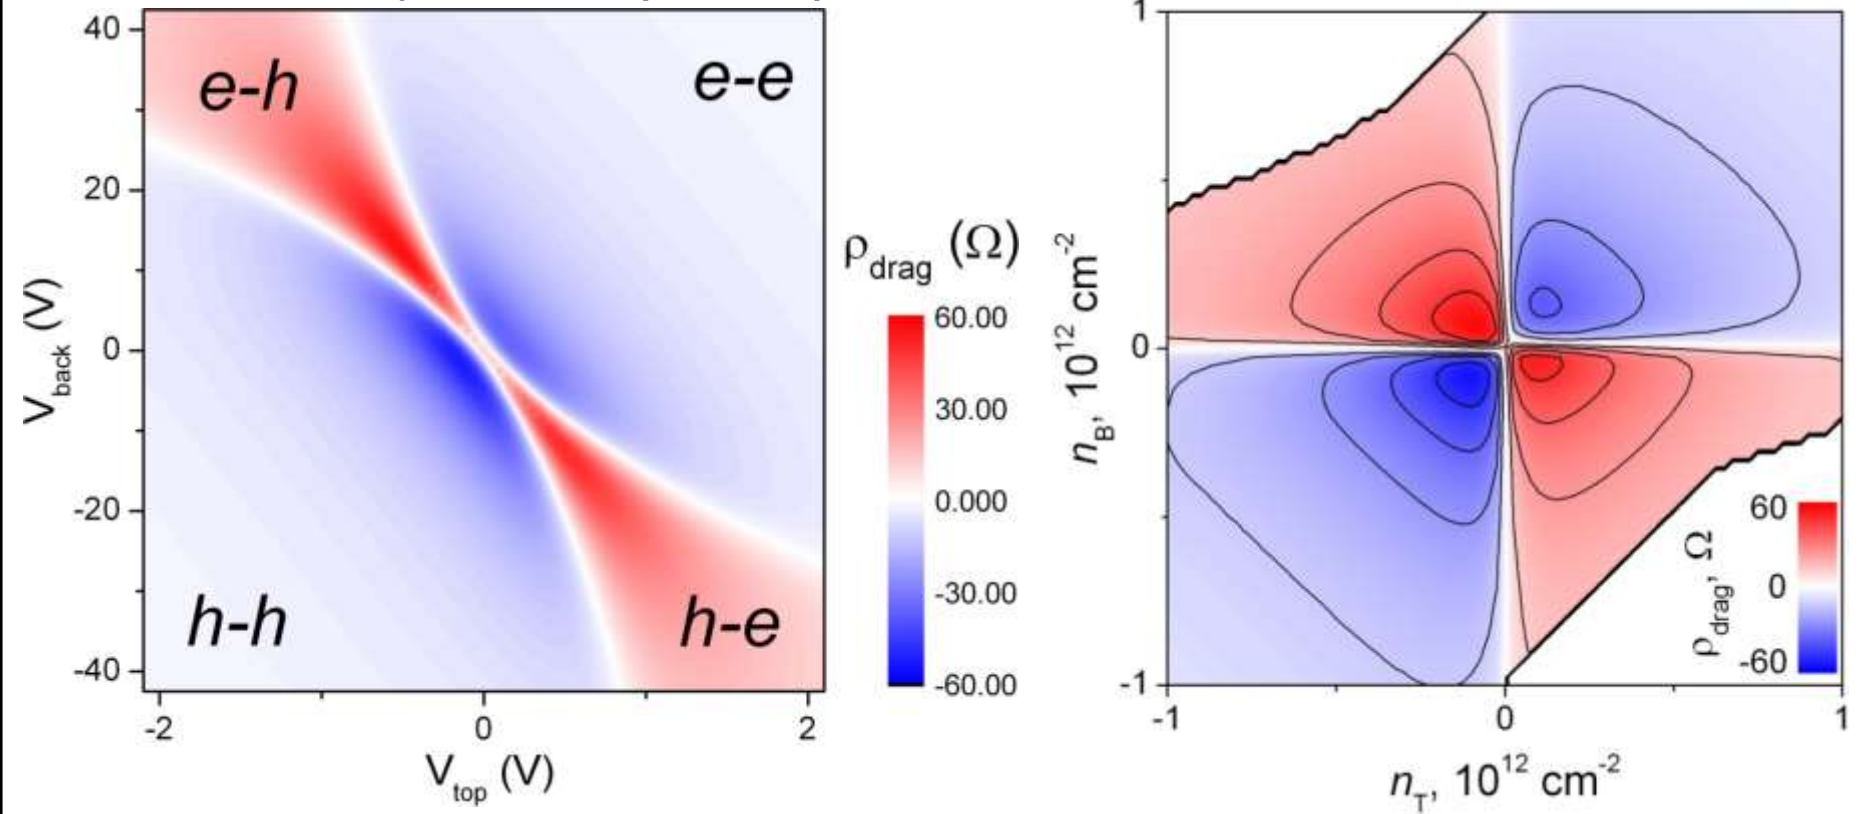 40
20
0
-20
-40
V_back (V)
e-h
e-e
h-h
h-e
-2
0
2
V_top (V)
ρ_drag (Ω)
60.00
30.00
0.000
-30.00
-60.00
1
0
-1
n_B, 10^12 cm^-2
-1
0
1
n_T, 10^12 cm^-2
ρ_drag, Ω
60
0
-60